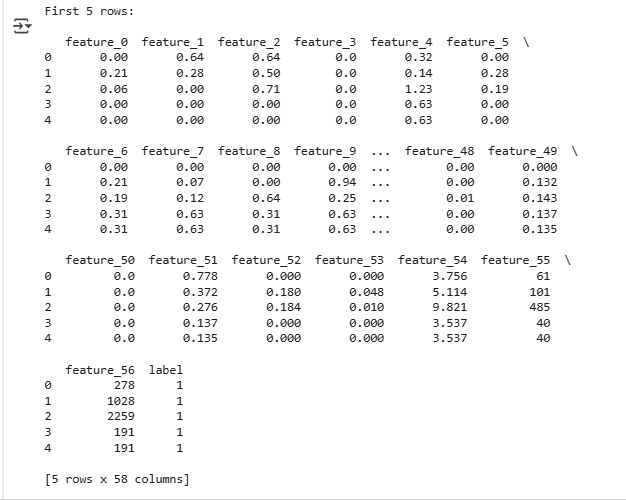 First 5 rows:
feature_0 feature_1 feature_2 feature_3 feature_4 feature_5 \
0 0.00 0.64 0.64 0.0 0.32 0.00
1 0.21 0.28 0.50 0.0 0.14 0.28
2 0.06 0.00 0.71 0.0 1.23 0.19
3 0.00 0.00 0.00 0.0 0.63 0.00
4 0.00 0.00 0.00 0.0 0.63 0.00
feature_6 feature_7 feature_8 feature_9 ... feature_48 feature_49 \
0 0.00 0.00 0.00 0.00 ... 0.00 0.000
1 0.21 0.07 0.00 0.94 ... 0.00 0.132
2 0.19 0.12 0.64 0.25 ... 0.01 0.143
3 0.31 0.63 0.31 0.63 ... 0.00 0.137
4 0.31 0.63 0.31 0.63 ... 0.00 0.135
feature_50 feature_51 feature_52 feature_53 feature_54 feature_55 \
0 0.0 0.778 0.000 0.000 3.756 61
1 0.0 0.372 0.180 0.048 5.114 101
2 0.0 0.276 0.184 0.010 9.821 485
3 0.0 0.137 0.000 0.000 3.537 40
4 0.0 0.135 0.000 0.000 3.537 40
feature_56 label
0 278 1
1 1028 1
2 2259 1
3 191 1
4 191 1
[5 rows x 58 columns]